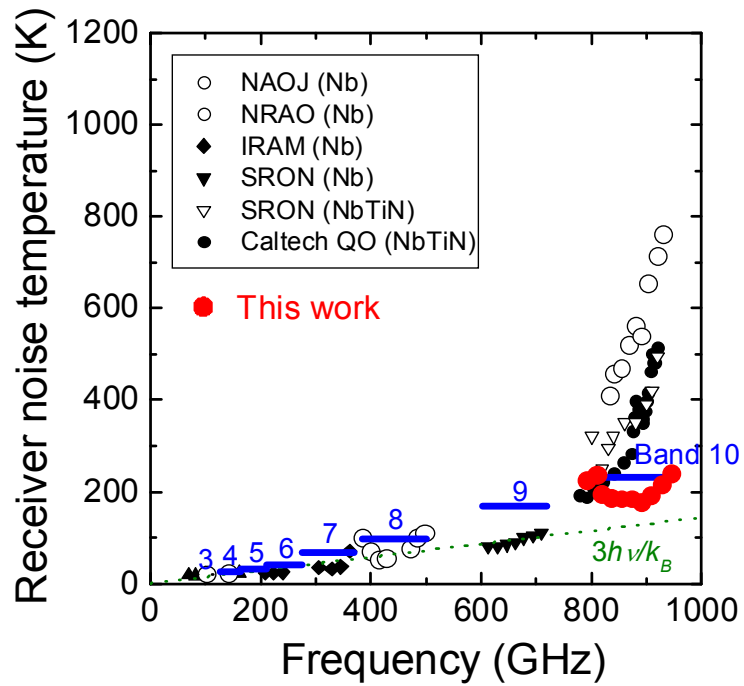 1200
1000
800
600
400
200
0
Receiver noise temperature (K)
NAOJ (Nb)
NRAO (Nb)
IRAM (Nb)
SRON (Nb)
SRON (NbTiN)
Caltech QO (NbTiN)
This work
Band 10
9
8
7
6
5
4
3
3hν/k_B
0 200 400 600 800 1000
Frequency (GHz)